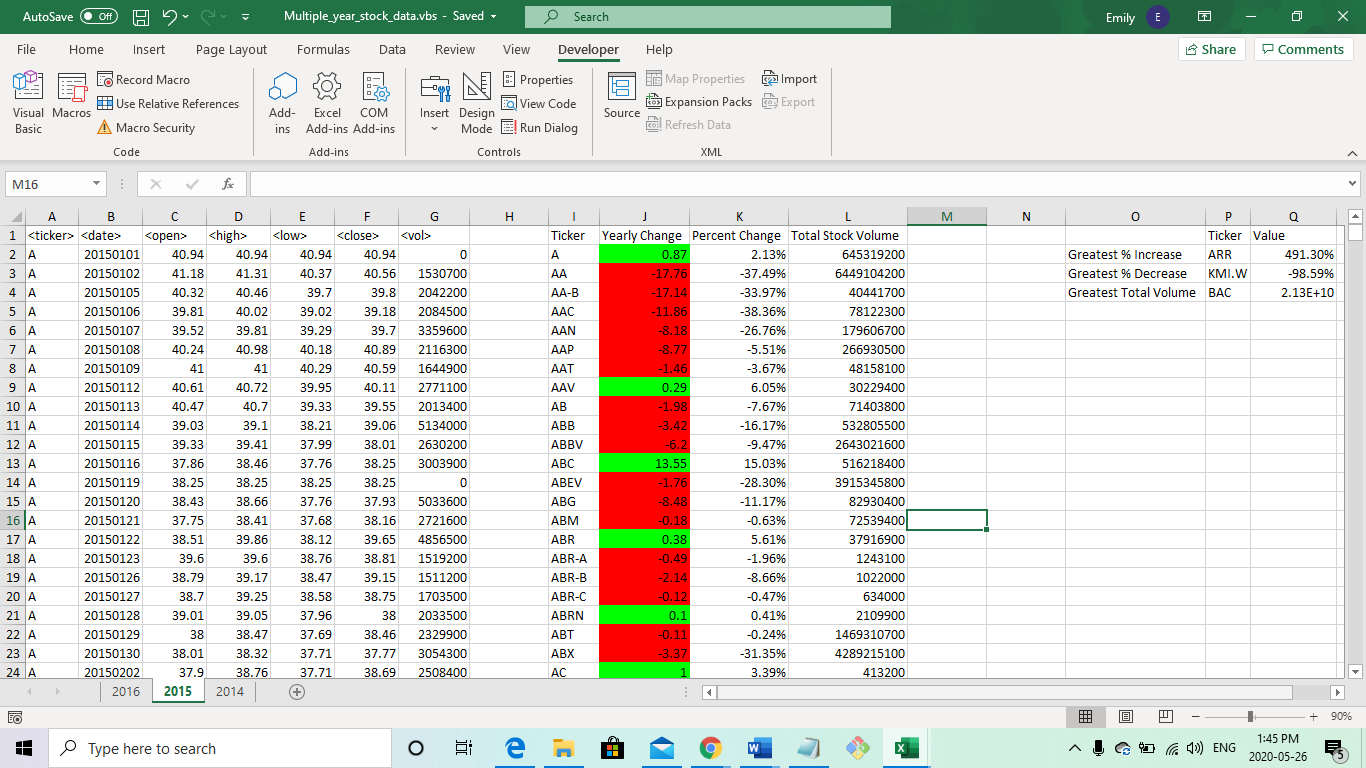 AutoSave Off Multiple_year_stock_data.vbs - Saved Search Emily E
File Home Insert Page Layout Formulas Data Review View Developer Help Share Comments
Visual Basic Macros Record Macro Use Relative References Macro Security
Add-ins Excel Add-ins COM Add-ins
Insert Design Mode Properties View Code Run Dialog
Source Map Properties Expansion Packs Refresh Data Import Export
Code Add-ins Controls XML
M16 fx
A B C D E F G H I J K L M N O P Q
1 <ticker> <date> <open> <high> <low> <close> <vol> Ticker Yearly Change Percent Change Total Stock Volume Ticker Value
2 A 20150101 40.94 40.94 40.94 40.94 0 A 0.87 2.13% 645319200 Greatest % Increase ARR 491.30%
3 A 20150102 41.18 41.31 40.37 40.56 1530700 AA -17.76 -37.49% 6449104200 Greatest % Decrease KMI.W -98.59%
4 A 20150105 40.32 40.46 39.7 39.8 2042200 AA-B -17.14 -33.97% 40441700 Greatest Total Volume BAC 2.13E+10
5 A 20150106 39.81 40.02 39.02 39.18 2084500 AAC -11.86 -38.36% 78122300
6 A 20150107 39.52 39.81 39.29 39.7 3359600 AAN -8.18 -26.76% 179606700
7 A 20150108 40.24 40.98 40.18 40.89 2116300 AAP -8.77 -5.51% 266930500
8 A 20150109 41 41 40.29 40.59 1644900 AAT -1.46 -3.67% 48158100
9 A 20150112 40.61 40.72 39.95 40.11 2771100 AAV 0.29 6.05% 30229400
10 A 20150113 40.47 40.7 39.33 39.55 2013400 AB -1.98 -7.67% 71403800
11 A 20150114 39.03 39.1 38.21 39.06 5134000 ABB -3.42 -16.17% 532805500
12 A 20150115 39.33 39.41 37.99 38.01 2630200 ABBV -6.2 -9.47% 2643021600
13 A 20150116 37.86 38.46 37.76 38.25 3003900 ABC 13.55 15.03% 516218400
14 A 20150119 38.25 38.25 38.25 38.25 0 ABEV -1.76 -28.30% 3915345800
15 A 20150120 38.43 38.66 37.76 37.93 5033600 ABG -8.48 -11.17% 82930400
16 A 20150121 37.75 38.41 37.68 38.16 2721600 ABM -0.18 -0.63% 72539400
17 A 20150122 38.51 39.86 38.12 39.65 4856500 ABR 0.38 5.61% 37916900
18 A 20150123 39.6 39.6 38.76 38.81 1519200 ABR-A -0.49 -1.96% 1243100
19 A 20150126 38.79 39.17 38.47 39.15 1511200 ABR-B -2.14 -8.66% 1022000
20 A 20150127 38.7 39.25 38.58 38.75 1703500 ABR-C -0.12 -0.47% 634000
21 A 20150128 39.01 39.05 37.96 38 2033500 ABRN 0.1 0.41% 2109900
22 A 20150129 38 38.47 37.69 38.46 2329900 ABT -0.11 -0.24% 1469310700
23 A 20150130 38.01 38.32 37.71 37.77 3054300 ABX -3.37 -31.35% 4289215100
24 A 20150202 37.9 38.76 37.71 38.69 2508400 AC 1 3.39% 413200
2016 2015 2014
90%
Type here to search ENG 1:45 PM
2020-05-26 5